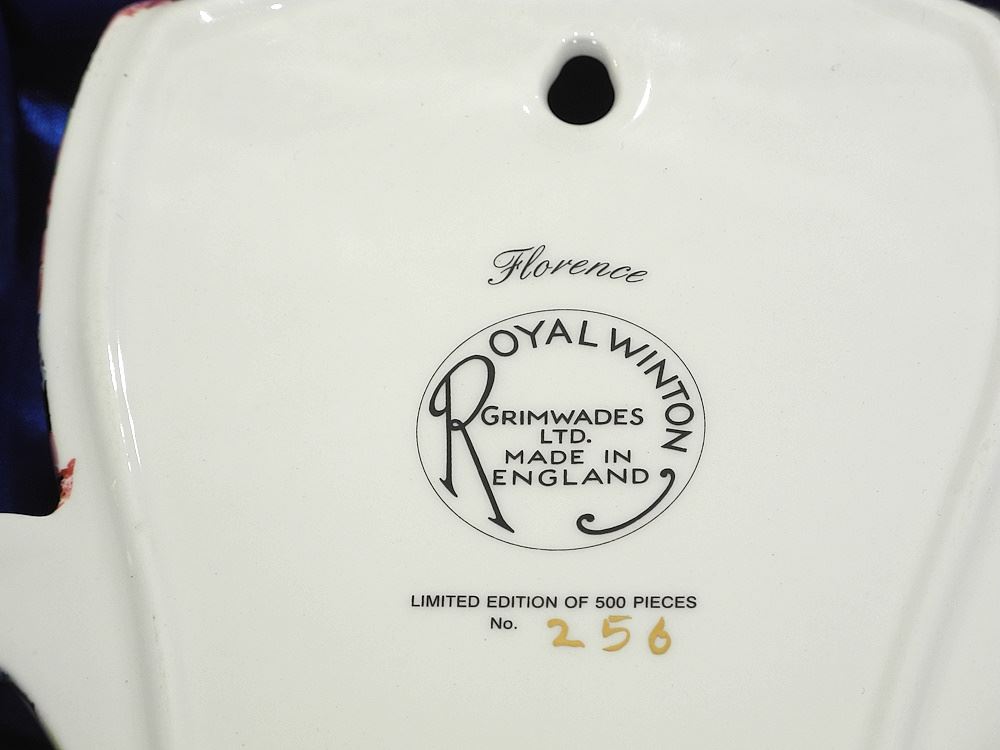 Florence
ROYAL WINTON
GRIMWADES
LTD.
MADE IN
ENGLAND
LIMITED EDITION OF 500 PIECES
No. 256